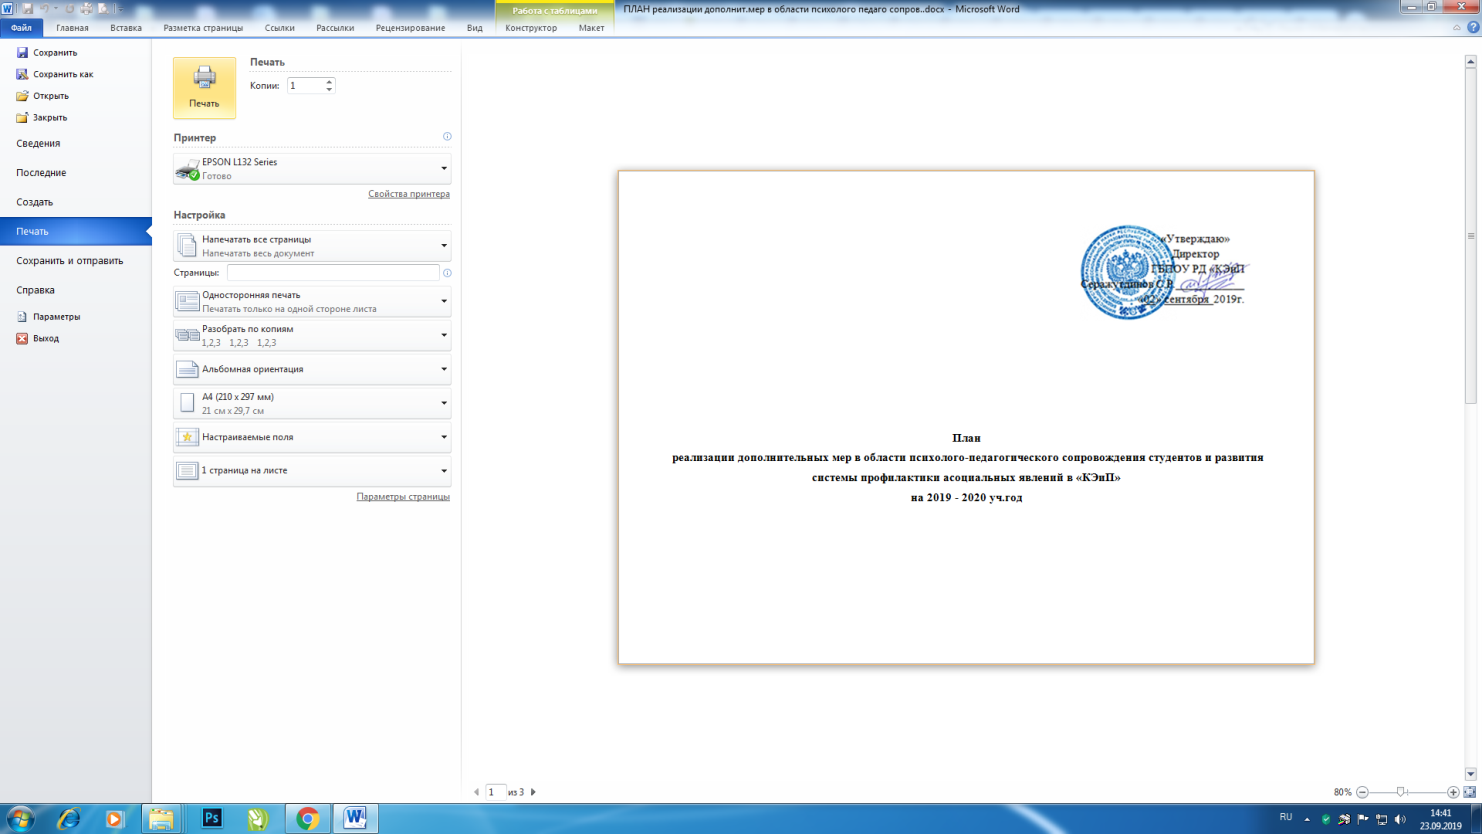 Работа с таблицами
ПЛАН реализации дополнит.мер в области психолого педаго сопров..docx - Microsoft Word
Файл
Главная
Вставка
Разметка страницы
Ссылки
Рассылки
Рецензирование
Вид
Конструктор
Макет
Сохранить
Сохранить как
Открыть
Закрыть
Сведения
Последние
Создать
Печать
Сохранить и отправить
Справка
Параметры
Выход
Печать
Печать
Копии: 1
Принтер
EPSON L132 Series
Готово
Свойства принтера
Настройка
Напечатать все страницы
Напечатать весь документ
Страницы:
Односторонняя печать
Печатать только на одной стороне листа
Разобрать по копиям
1,2,3 1,2,3 1,2,3
Альбомная ориентация
A4 (210 x 297 мм)
21 см x 29,7 см
Настраиваемые поля
1 страница на листе
Параметры страницы
«Утверждаю»
Директор
ГБПОУ РД «КЭиП
Серажутдинов С.Р.
«02» сентября 2019г.
План
реализации дополнительных мер в области психолого-педагогического сопровождения студентов и развития
системы профилактики асоциальных явлений в «КЭиП»
на 2019 - 2020 уч.год
1 из 3
80%
Ps
RU
14:41
23.09.2019